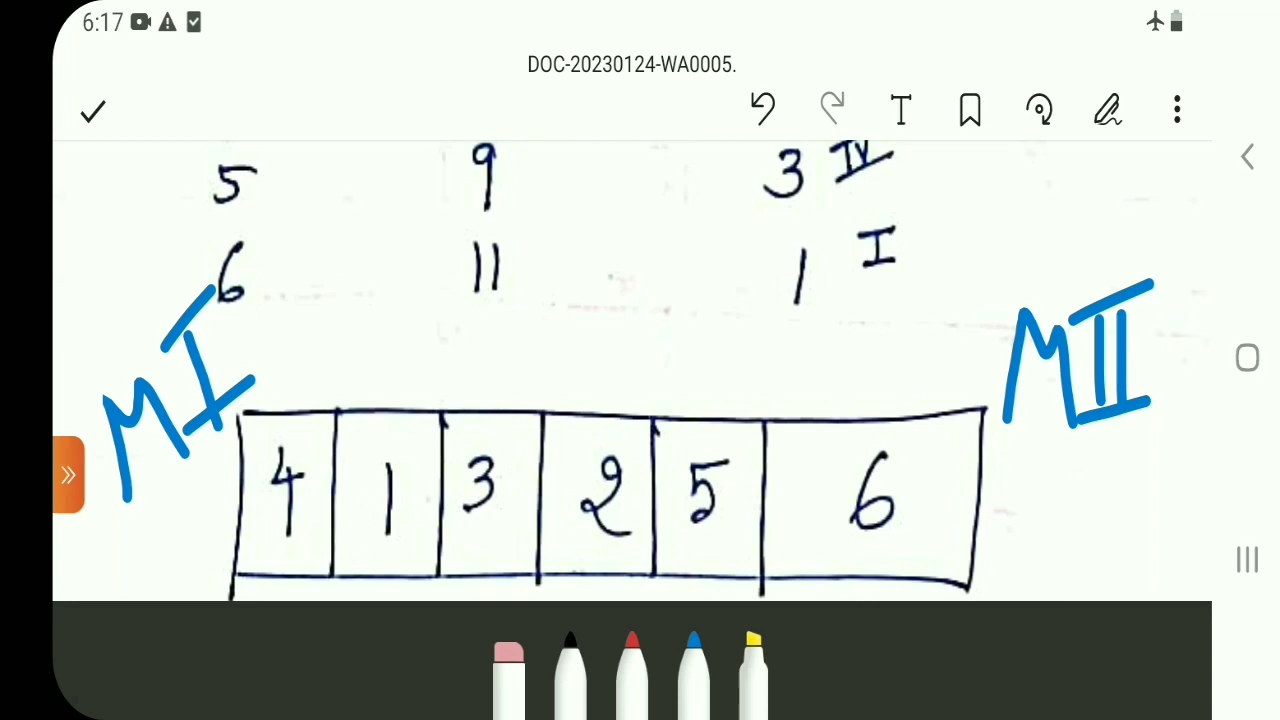 6:17
DOC-20230124-WA0005.
T
5 9 3 IV
6 11 1 I
MI MII
4 1 3 2 5 6